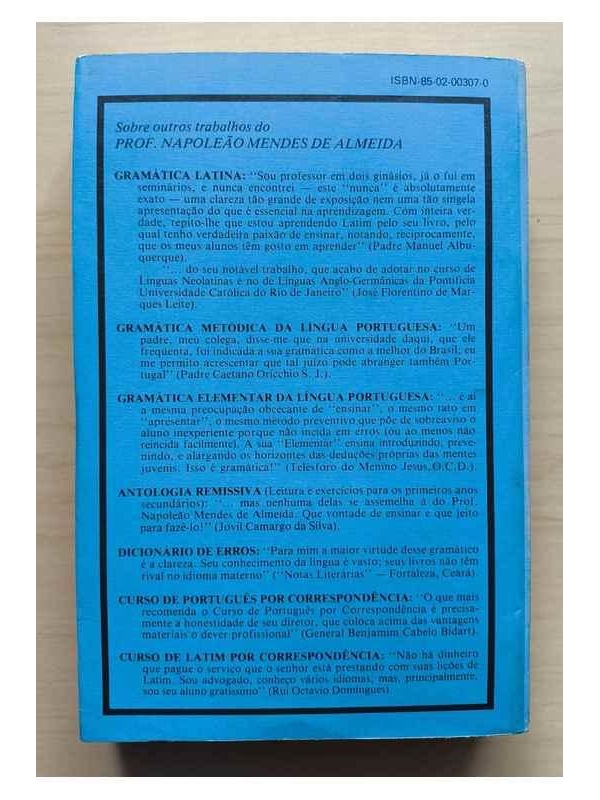 ISBN-85-02-00307-0
Sobre outros trabalhos do
PROF. NAPOLEÃO MENDES DE ALMEIDA
GRAMÁTICA LATINA: "Sou professor em dois ginásios, já o fui em
seminários, e nunca encontrei — este "nunca" é absolutamente
exato — uma clareza tão grande de exposição nem uma tão singela
apresentação do que é essencial na aprendizagem. Com inteira ver-
dade, repito-lhe que estou aprendendo Latim pelo seu livro, pelo
qual tenho verdadeira paixão de ensinar, notando, reciprocamente,
que os meus alunos têm gosto em aprender" (Padre Manuel Albu-
querque).
"... do seu notável trabalho, que acabo de adotar no curso de
Línguas Neolatinas e no de Línguas Anglo-Germânicas da Pontifícia
Universidade Católica do Rio de Janeiro" (José Florentino de Mar-
ques Leite).
GRAMÁTICA METÓDICA DA LÍNGUA PORTUGUESA: "Um
padre, meu colega, disse-me que na universidade daqui, que ele
freqüenta, foi indicada a sua gramática como a melhor do Brasil; eu
me permito acrescentar que tal juízo pode abranger também Por-
tugal" (Padre Caetano Oricchio S. J.).
GRAMÁTICA ELEMENTAR DA LÍNGUA PORTUGUESA: "... é aí
a mesma preocupação obcecante de "ensinar", o mesmo tato em
"apresentar", o mesmo método preventivo que põe de sobreaviso o
aluno inexperiente porque não incida em erros (ou ao menos não
reincida facilmente). A sua "Elementar" ensina introduzindo, preve-
nindo, e alargando os horizontes das deduções próprias das mentes
juvenis. Isso é gramática!" (Telesforo do Menino Jesus, O.C.D.).
ANTOLOGIA REMISSIVA (Leitura e exercícios para os primeiros anos
secundários): "... mas nenhuma delas se assemelha à do Prof.
Napoleão Mendes de Almeida. Que vontade de ensinar e que jeito
para fazê-lo!" (Jovil Camargo da Silva).
DICIONÁRIO DE ERROS: "Para mim a maior virtude desse gramático
é a clareza. Seu conhecimento da língua é vasto; seus livros não têm
rival no idioma materno" ("Notas Literárias" — Fortaleza, Ceará).
CURSO DE PORTUGUÊS POR CORRESPONDÊNCIA: "O que mais
recomenda o Curso de Português por Correspondência é precisa-
mente a honestidade de seu diretor, que coloca acima das vantagens
materiais o dever profissional" (General Benjamim Cabelo Bidart).
CURSO DE LATIM POR CORRESPONDÊNCIA: "Não há dinheiro
que pague o serviço que o senhor está prestando com suas lições de
Latim. Sou advogado, conheço vários idiomas, mas, principalmente,
sou seu aluno gratíssimo" (Rui Octavio Domingues).